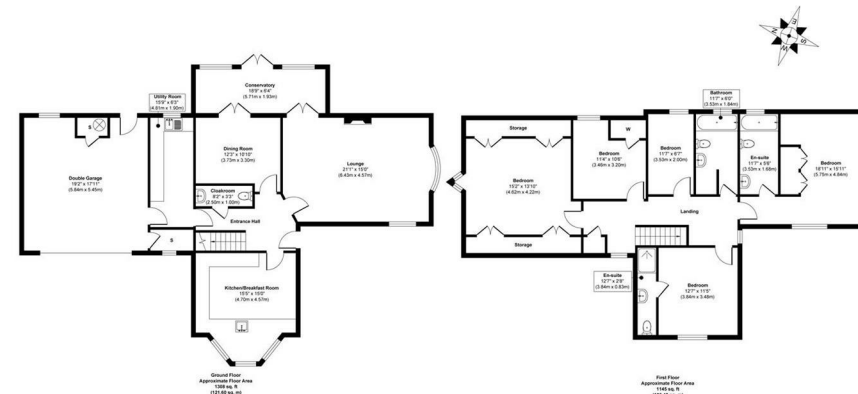 Utility Room
15'9" x 6'3"
(4.81m x 1.90m)
Conservatory
18'9" x 6'4"
(5.71m x 1.93m)
S
Dining Room
12'3" x 10'10"
(3.73m x 3.30m)
Lounge
21'1" x 15'0"
(6.43m x 4.57m)
Double Garage
19'2" x 17'11"
(5.84m x 5.45m)
Cloakroom
8'2" x 3'3"
(2.50m x 1.00m)
Entrance Hall
S
Kitchen/Breakfast Room
15'5" x 15'0"
(4.70m x 4.57m)
Ground Floor
Approximate Floor Area
(121.60 sq. m)
N
E
S
W
Bathroom
11'7" x 6'0"
(3.53m x 1.84m)
Storage
W
Bedroom
15'2" x 13'10"
(4.62m x 4.22m)
Bedroom
11'4" x 10'6"
(3.46m x 3.20m)
Bedroom
11'7" x 6'7"
(3.53m x 2.00m)
En-suite
11'7" x 5'6"
(3.53m x 1.68m)
Bedroom
18'11" x 15'11"
(5.75m x 4.84m)
Landing
Storage
En-suite
12'7" x 2'8"
(3.84m x 0.83m)
Bedroom
12'7" x 11'5"
(3.84m x 3.48m)
First Floor
Approximate Floor Area
1145 sq. ft